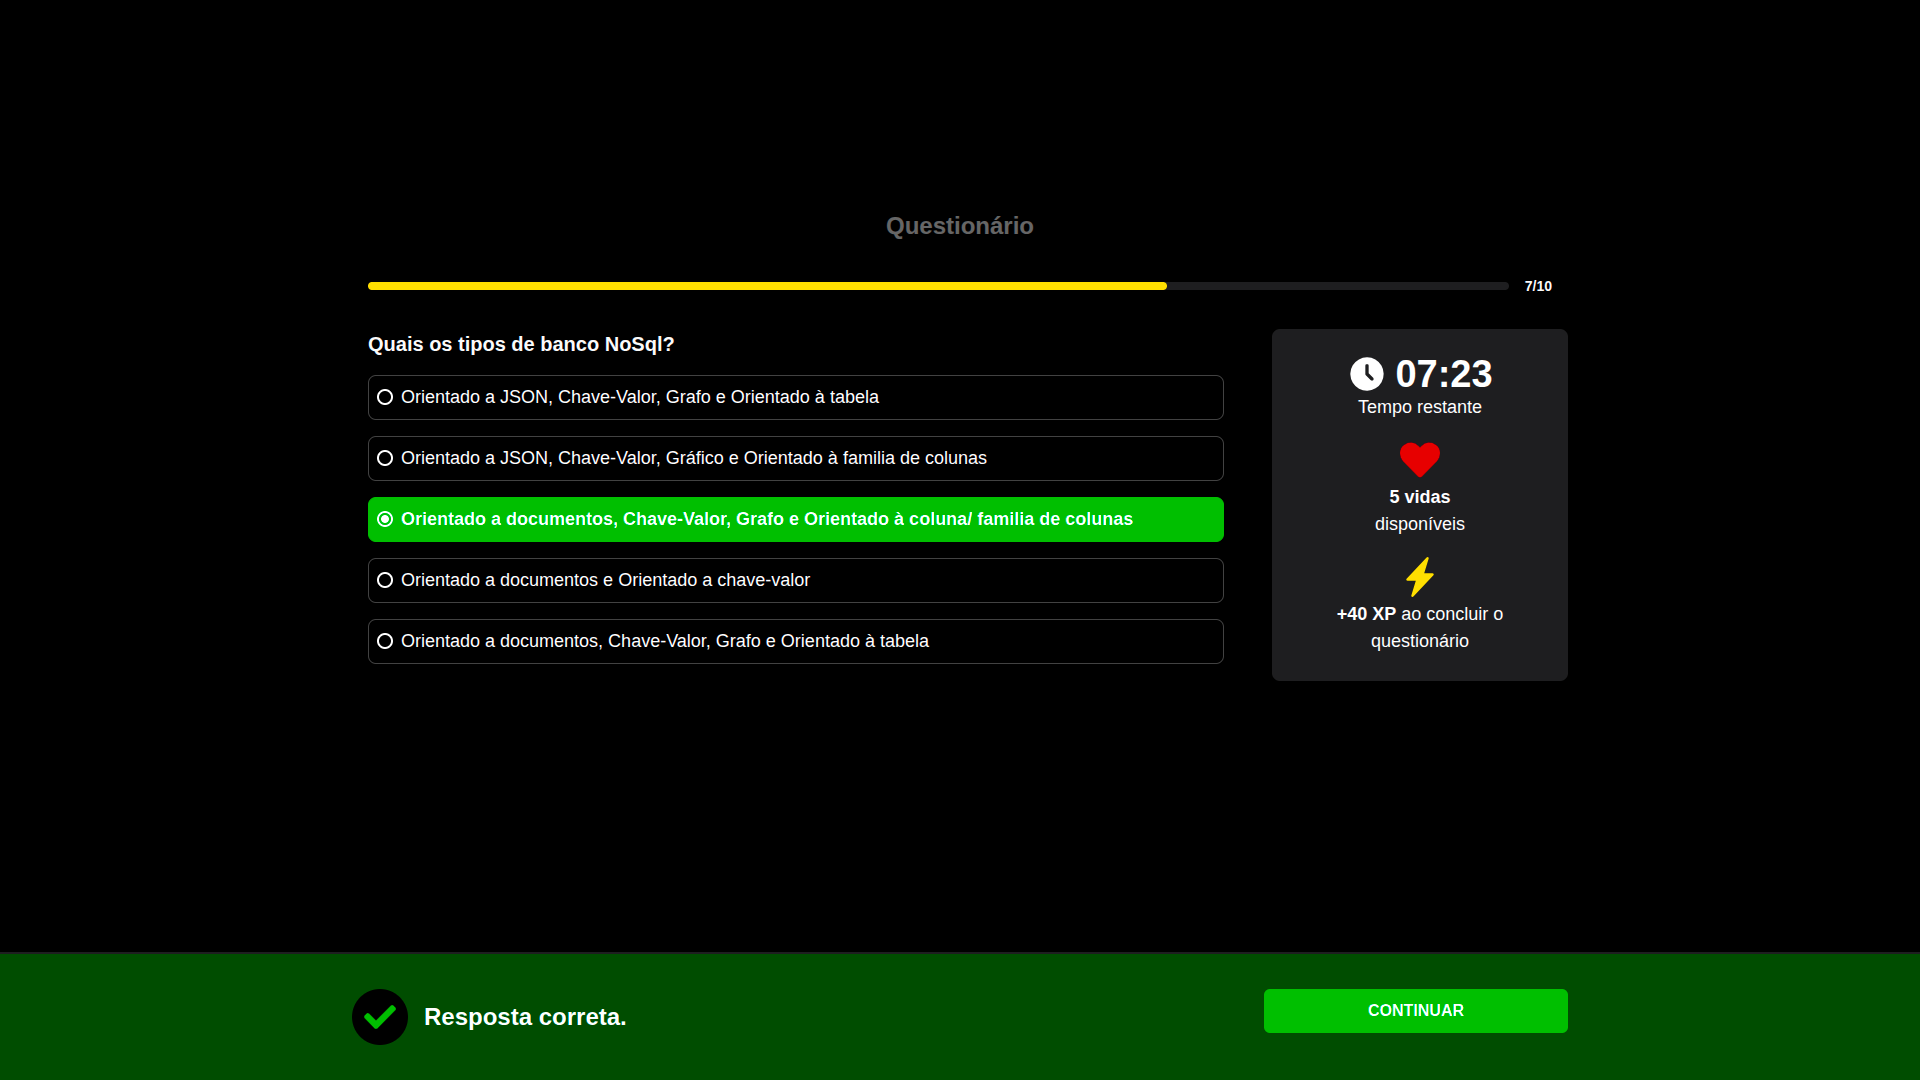 Questionário
7/10
Quais os tipos de banco NoSql?
Orientado a JSON, Chave-Valor, Grafo e Orientado à tabela
Orientado a JSON, Chave-Valor, Gráfico e Orientado à familia de colunas
Orientado a documentos, Chave-Valor, Grafo e Orientado à coluna/ familia de colunas
Orientado a documentos e Orientado a chave-valor
Orientado a documentos, Chave-Valor, Grafo e Orientado à tabela
07:23
Tempo restante
5 vidas
disponíveis
+40 XP ao concluir o
questionário
Resposta correta.
CONTINUAR